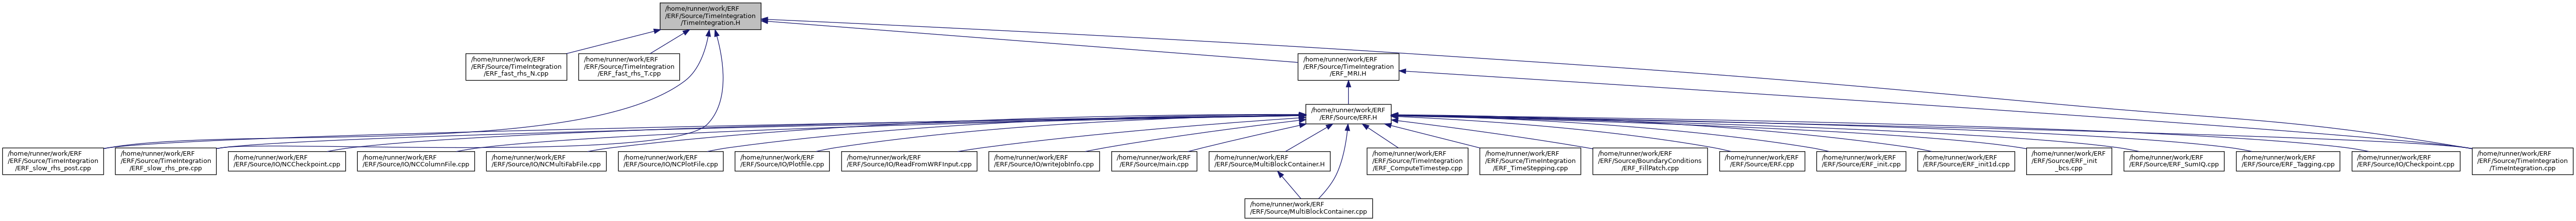 /home/runner/work/ERF
/ERF/Source/TimeIntegration
/TimeIntegration.H
/home/runner/work/ERF
/ERF/Source/TimeIntegration
/ERF_fast_rhs_N.cpp
/home/runner/work/ERF
/ERF/Source/TimeIntegration
/ERF_fast_rhs_T.cpp
/home/runner/work/ERF
/ERF/Source/TimeIntegration
/ERF_MRI.H
/home/runner/work/ERF
/ERF/Source/ERF.H
/home/runner/work/ERF
/ERF/Source/TimeIntegration
/ERF_slow_rhs_post.cpp
/home/runner/work/ERF
/ERF/Source/TimeIntegration
/ERF_slow_rhs_pre.cpp
/home/runner/work/ERF
/ERF/Source/IO/NCCheckpoint.cpp
/home/runner/work/ERF
/ERF/Source/IO/NCColumnFile.cpp
/home/runner/work/ERF
/ERF/Source/IO/NCMultiFabFile.cpp
/home/runner/work/ERF
/ERF/Source/IO/NCPlotFile.cpp
/home/runner/work/ERF
/ERF/Source/IO/Plotfile.cpp
/home/runner/work/ERF
/ERF/Source/IO/ReadFromWRFInput.cpp
/home/runner/work/ERF
/ERF/Source/IO/writeJobInfo.cpp
/home/runner/work/ERF
/ERF/Source/main.cpp
/home/runner/work/ERF
/ERF/Source/MultiBlockContainer.H
/home/runner/work/ERF
/ERF/Source/TimeIntegration
/ERF_ComputeTimestep.cpp
/home/runner/work/ERF
/ERF/Source/TimeIntegration
/ERF_TimeStepping.cpp
/home/runner/work/ERF
/ERF/Source/BoundaryConditions
/ERF_FillPatch.cpp
/home/runner/work/ERF
/ERF/Source/ERF.cpp
/home/runner/work/ERF
/ERF/Source/ERF_init.cpp
/home/runner/work/ERF
/ERF/Source/ERF_init1d.cpp
/home/runner/work/ERF
/ERF/Source/ERF_init
_bcs.cpp
/home/runner/work/ERF
/ERF/Source/ERF_SumIQ.cpp
/home/runner/work/ERF
/ERF/Source/ERF_Tagging.cpp
/home/runner/work/ERF
/ERF/Source/IO/Checkpoint.cpp
/home/runner/work/ERF
/ERF/Source/TimeIntegration
/TimeIntegration.cpp
/home/runner/work/ERF
/ERF/Source/MultiBlockContainer.cpp